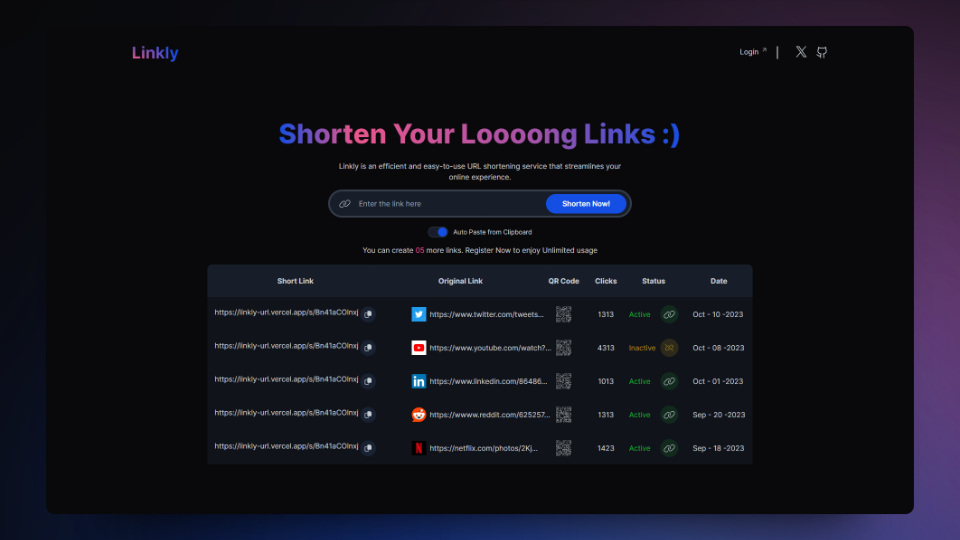 Linkly
Login
Shorten Your Loooong Links :)
Linkly is an efficient and easy-to-use URL shortening service that streamlines your
online experience.
Enter the link here
Shorten Now!
Auto Paste from Clipboard
You can create 05 more links. Register Now to enjoy Unlimited usage
Short Link Original Link QR Code Clicks Status Date
https://linkly-url.vercel.app/s/Bn41aCOlnxj https://www.twitter.com/tweets... 1313 Active Oct - 10 -2023
https://linkly-url.vercel.app/s/Bn41aCOlnxj https://www.youtube.com/watch?... 4313 Inactive Oct - 08 -2023
https://linkly-url.vercel.app/s/Bn41aCOlnxj https://www.linkedin.com/86486... 1013 Active Oct - 01 -2023
https://linkly-url.vercel.app/s/Bn41aCOlnxj https://wwww.reddit.com/625257... 1313 Active Sep - 20 -2023
https://linkly-url.vercel.app/s/Bn41aCOlnxj https://netflix.com/photos/2Kj... 1423 Active Sep - 18 -2023